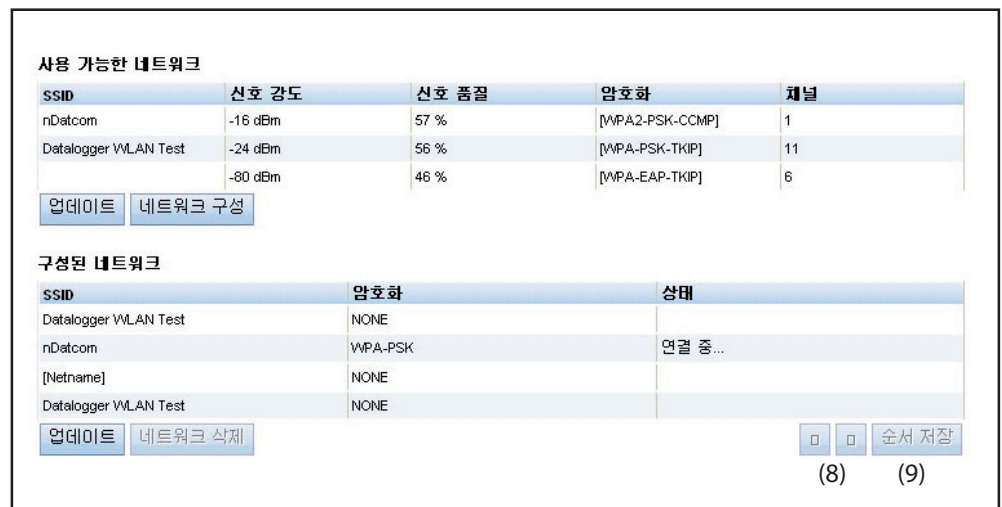 사용 가능한 네트워크
SSID 신호 강도 신호 품질 암호화 채널
nDatcom -16 dBm 57 % [WPA2-PSK-CCMP] 1
Datalogger WLAN Test -24 dBm 56 % [WPA-PSK-TKIP] 11
-80 dBm 46 % [WPA-EAP-TKIP] 6
업데이트 네트워크 구성
구성된 네트워크
SSID 암호화 상태
Datalogger WLAN Test NONE
nDatcom WPA-PSK 연결 중...
[Netname] NONE
Datalogger WLAN Test NONE
업데이트 네트워크 삭제 순서 저장
(8) (9)